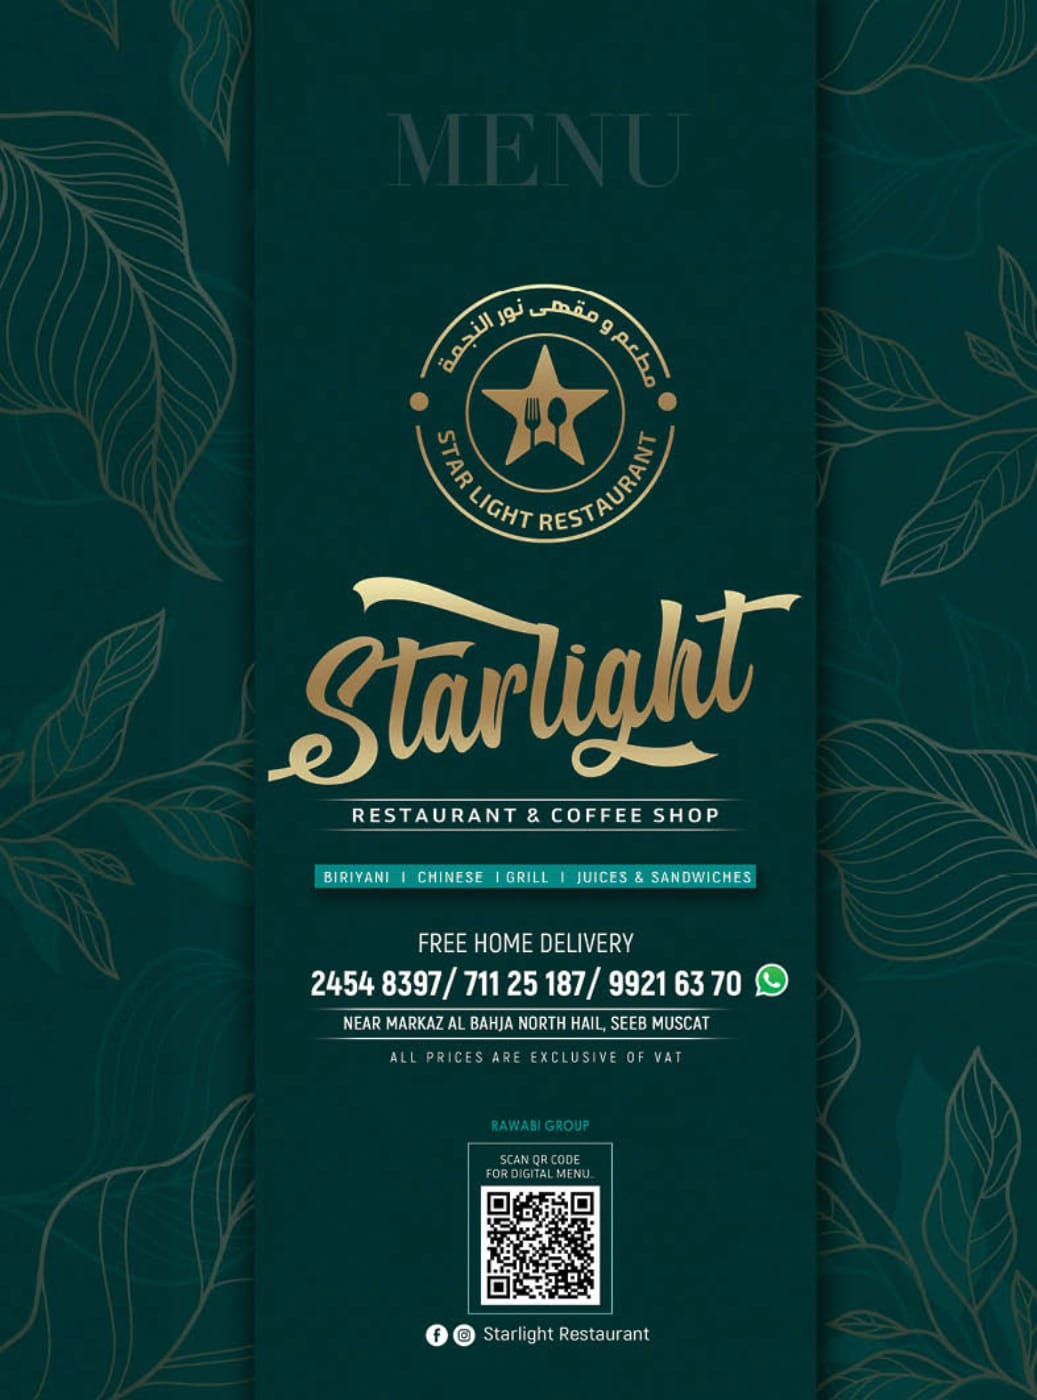 MENU
مطعم و مقهى نور النجمة
STAR LIGHT RESTAURANT
Starlight
RESTAURANT & COFFEE SHOP
BIRIYANI | CHINESE | GRILL | JUICES & SANDWICHES
FREE HOME DELIVERY
2454 8397/ 711 25 187/ 9921 63 70
NEAR MARKAZ AL BAHJA NORTH HAIL, SEEB MUSCAT
ALL PRICES ARE EXCLUSIVE OF VAT
RAWABI GROUP
SCAN QR CODE
FOR DIGITAL MENU..
Starlight Restaurant